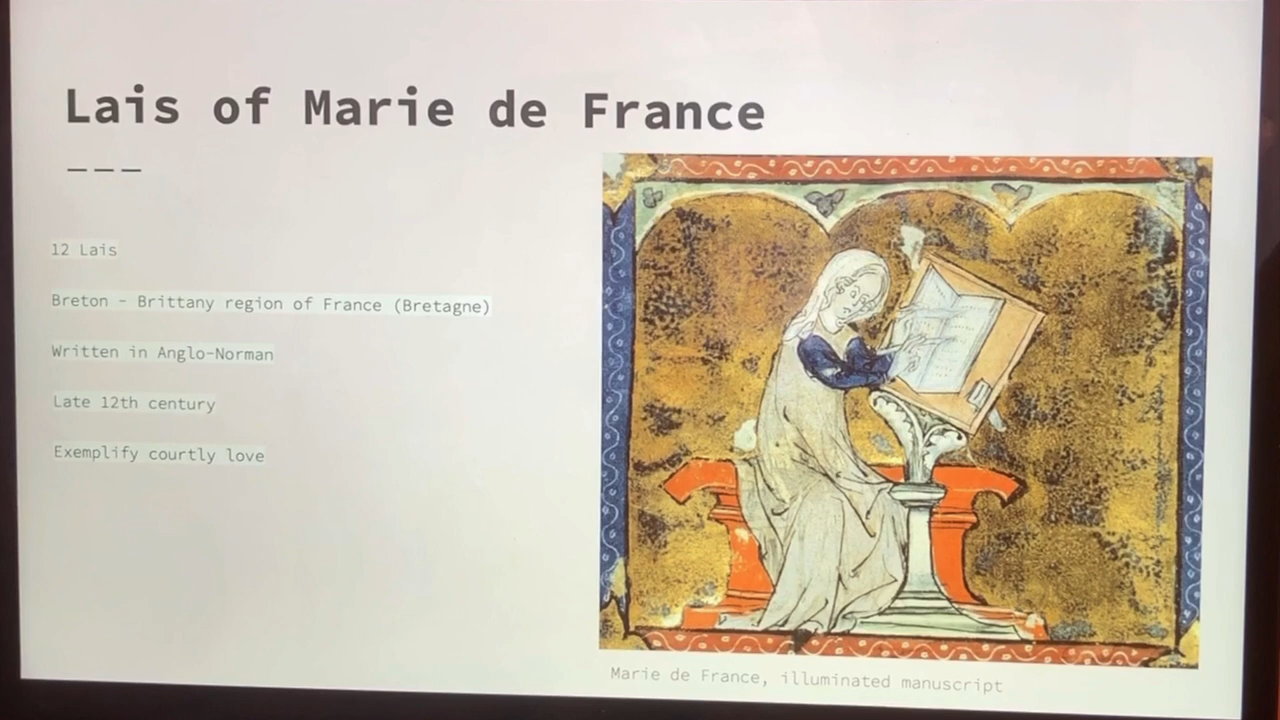 Lais of Marie de France
12 Lais
Breton - Brittany region of France (Bretagne)
Written in Anglo-Norman
Late 12th century
Exemplify courtly love
Marie de France, illuminated manuscript